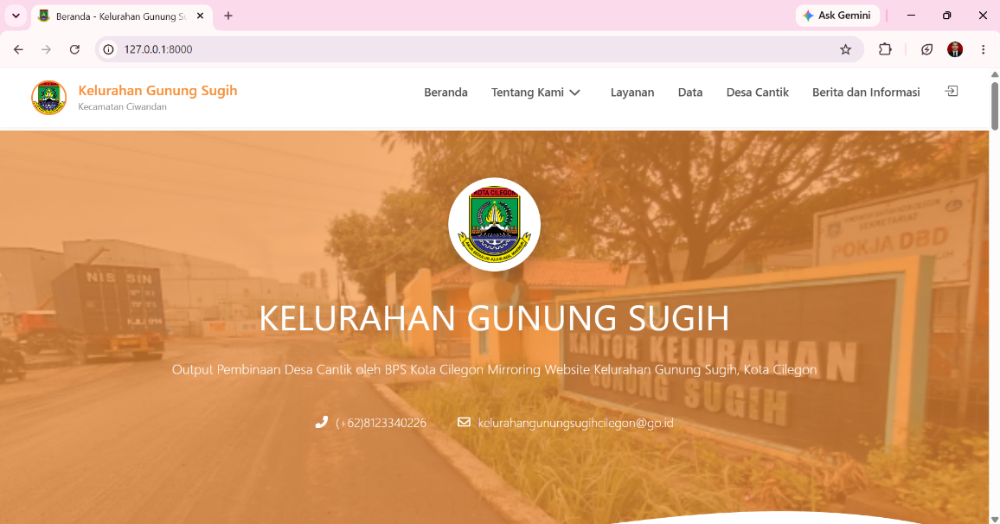 Beranda - Kelurahan Gunung Su
Ask Gemini
127.0.0.1:8000
Kelurahan Gunung Sugih
Kecamatan Ciwandan
Beranda Tentang Kami Layanan Data Desa Cantik Berita dan Informasi
KOTA CILEGON
KELURAHAN GUNUNG SUGIH
Output Pembinaan Desa Cantik oleh BPS Kota Cilegon Mirroring Website Kelurahan Gunung Sugih, Kota Cilegon
(+62)8123340226 kelurahangunungsugihcilegon@go.id
NIS SIN
KANTOR KELURAHAN
GUNUNG SUGIH